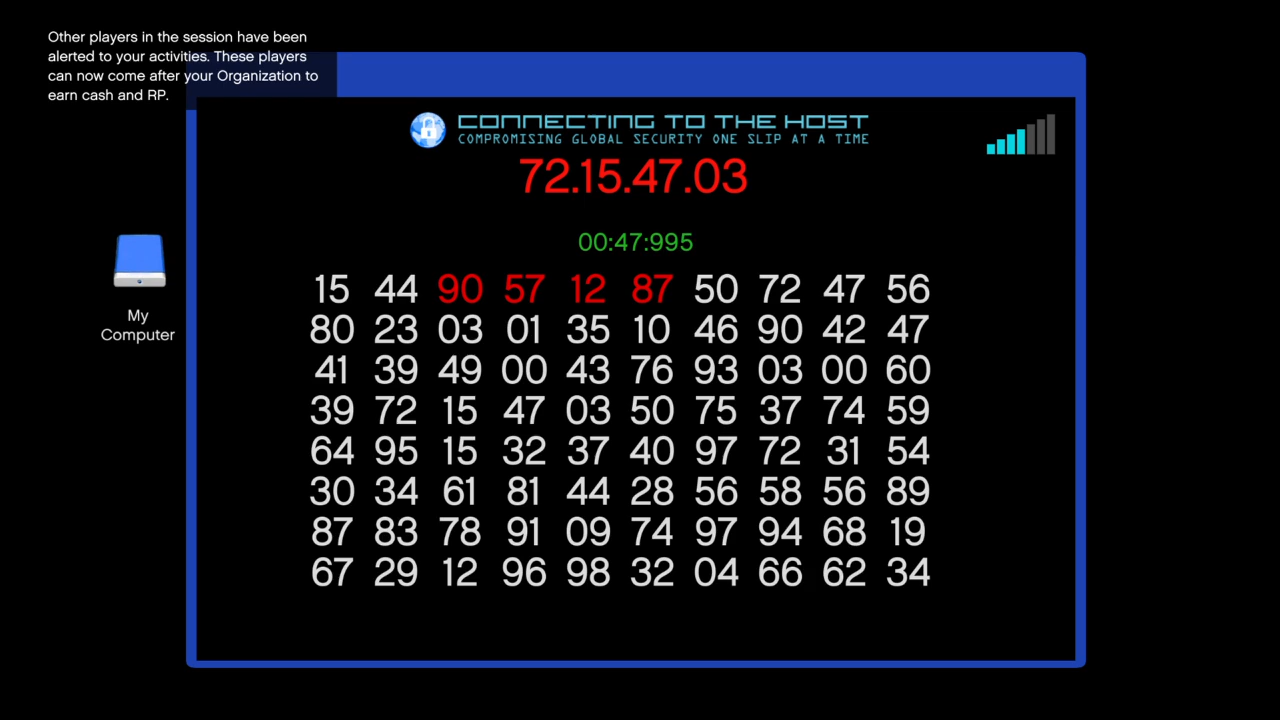 Other players in the session have been
alerted to your activities. These players
can now come after your Organization to
earn cash and RP.
CONNECTING TO THE HOST
COMPROMISING GLOBAL SECURITY ONE SLIP AT A TIME
72.15.47.03
00:47:995
15 44 90 57 12 87 50 72 47 56
80 23 03 01 35 10 46 90 42 47
41 39 49 00 43 76 93 03 00 60
39 72 15 47 03 50 75 37 74 59
64 95 15 32 37 40 97 72 31 54
30 34 61 81 44 28 56 58 56 89
87 83 78 91 09 74 97 94 68 19
67 29 12 96 98 32 04 66 62 34
My
Computer